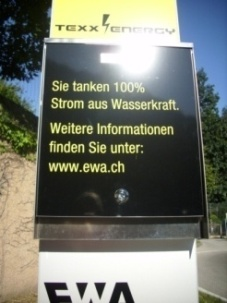 TEXX ENERGY
Sie tanken 100%
Strom aus Wasserkraft.
Weitere Informationen
finden Sie unter:
www.ewa.ch
EWA